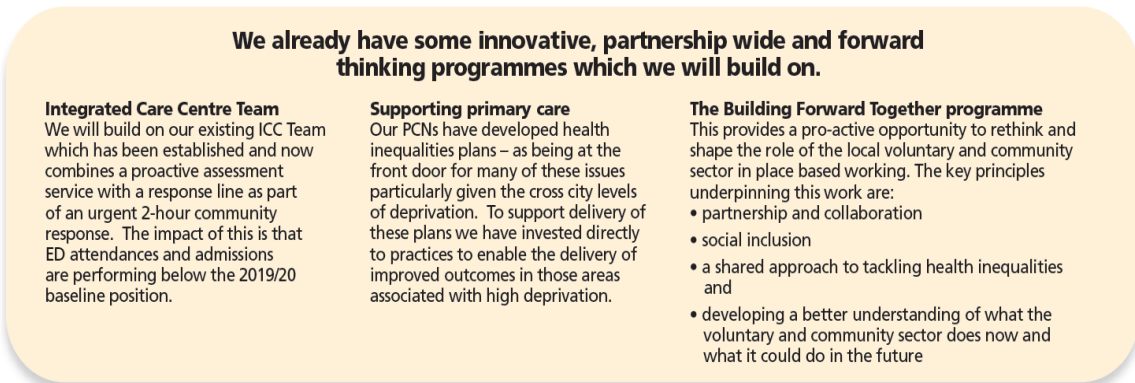 We already have some innovative, partnership wide and forward
thinking programmes which we will build on.
Integrated Care Centre Team
We will build on our existing ICC Team
which has been established and now
combines a proactive assessment
service with a response line as part
of an urgent 2-hour community
response.  The impact of this is that
ED attendances and admissions
are performing below the 2019/20
baseline position.
Supporting primary care
Our PCNs have developed health
inequalities plans – as being at the
front door for many of these issues
particularly given the cross city levels
of deprivation.  To support delivery of
these plans we have invested directly
to practices to enable the delivery of
improved outcomes in those areas
associated with high deprivation.
The Building Forward Together programme
This provides a pro-active opportunity to rethink and
shape the role of the local voluntary and community
sector in place based working. The key principles
underpinning this work are:
• partnership and collaboration
• social inclusion
• a shared approach to tackling health inequalities
and
• developing a better understanding of what the
voluntary and community sector does now and
what it could do in the future